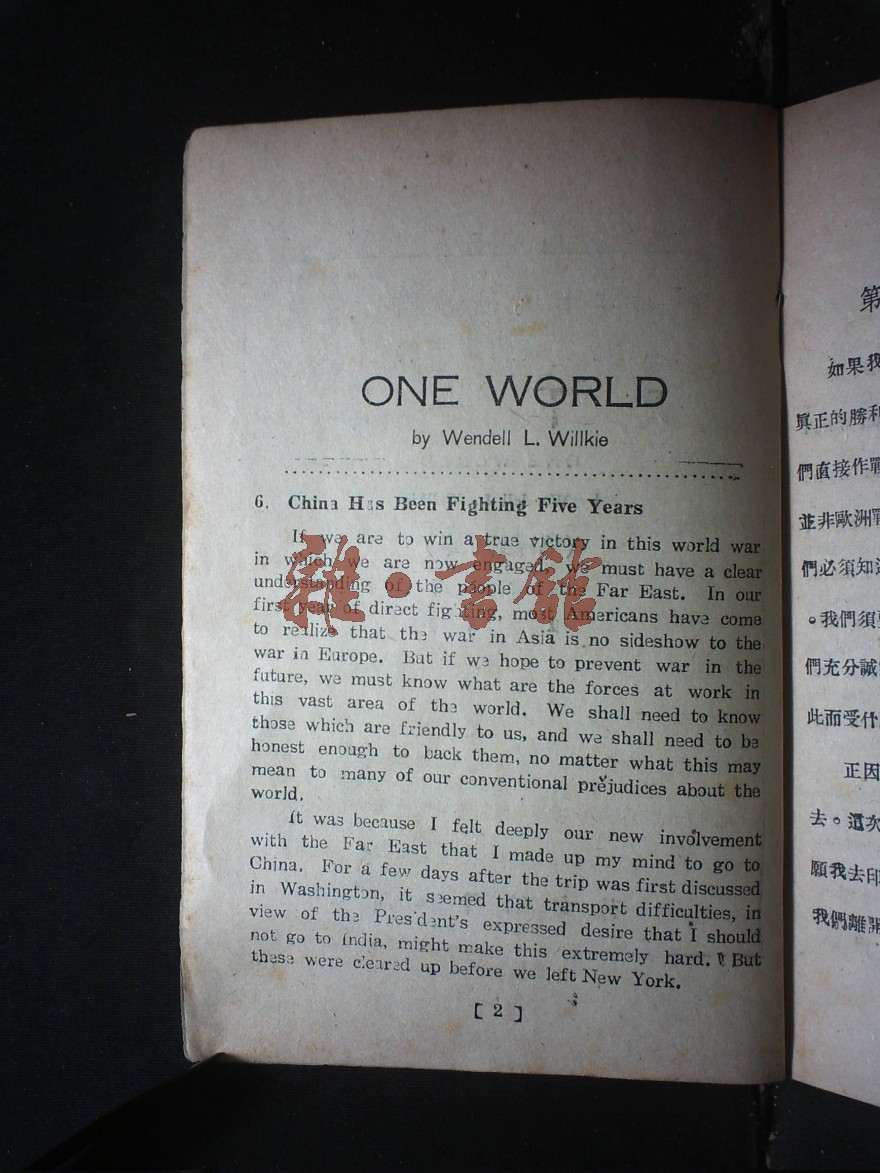 ONE WORLD
by Wendell L. Willkie
6. China Has Been Fighting Five Years
If we are to win a true victory in this world war
in which we are now engaged, we must have a clear
understanding of the people of the Far East. In our
first year of direct fighting, most Americans have come
to realize that the war in Asia is no sideshow to the
war in Europe. But if we hope to prevent war in the
future, we must know what are the forces at work in
this vast area of the world. We shall need to know
those which are friendly to us, and we shall need to be
honest enough to back them, no matter what this may
mean to many of our conventional prejudices about the
world.
It was because I felt deeply our new involvement
with the Far East that I made up my mind to go to
China. For a few days after the trip was first discussed
in Washington, it seemed that transport difficulties, in
view of the President's expressed desire that I should
not go to India, might make this extremely hard. But
these were cleared up before we left New York.
[ 2 ]
雜·書館
第
如果我
眞正的勝利
們直接作戰
並非歐洲戰
們必須知道
。我們須
們充分誠
此而受什
正因
去。這次
願我去印
我們離開